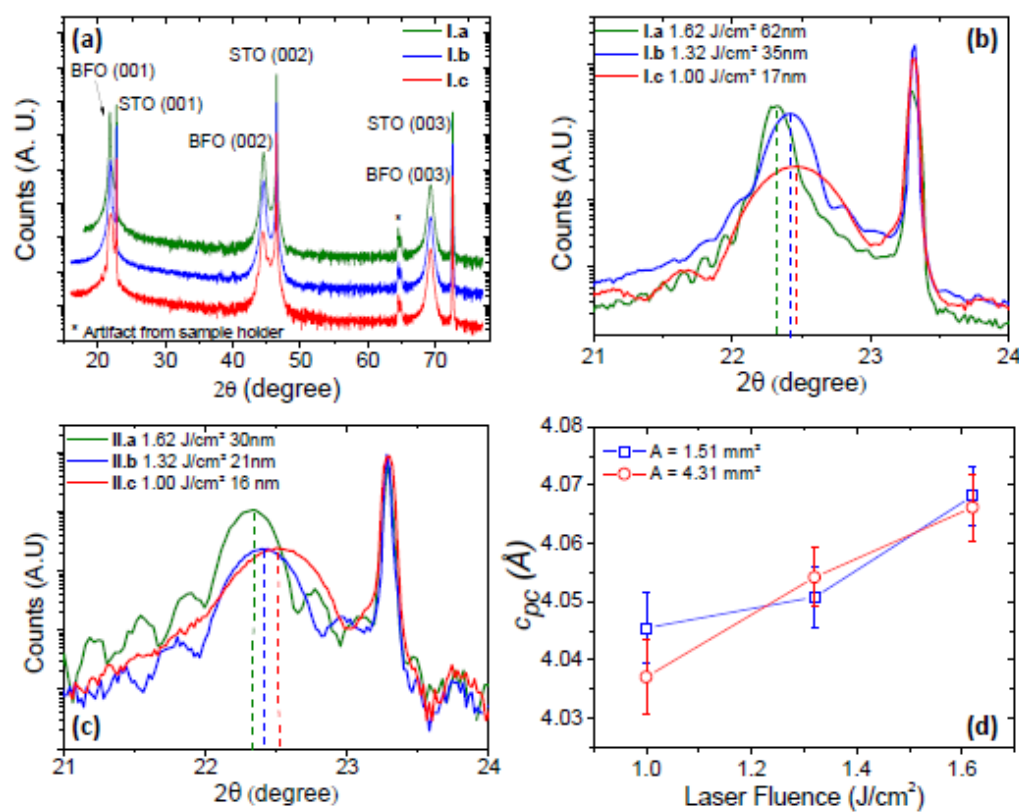 (a)
I.a
I.b
I.c
STO (002)
BFO (001)
STO (001)
STO (003)
BFO (002)
BFO (003)
*
* Artifact from sample holder
Counts (A. U.)
20 30 40 50 60 70
2θ (degree)
(b)
I.a 1.62 J/cm² 62nm
I.b 1.32 J/cm² 35nm
I.c 1.00 J/cm² 17nm
Counts (A.U.)
21 22 23 24
2θ (degree)
II.a 1.62 J/cm² 30nm
II.b 1.32 J/cm² 21nm
II.c 1.00 J/cm² 16 nm
Counts (A.U)
(c)
21 22 23 24
2θ (degree)
4.08
4.07
4.06
4.05
4.04
4.03
A = 1.51 mm²
A = 4.31 mm²
cpc (Å)
(d)
1.0 1.2 1.4 1.6
Laser Fluence (J/cm²)